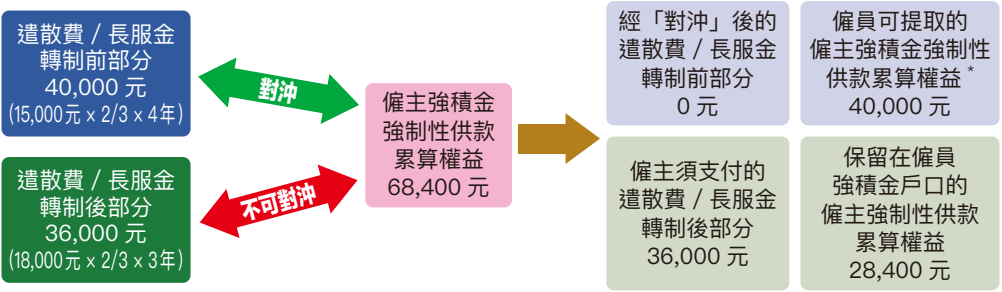 遣散費 / 長服金
轉制前部分
40,000 元
(15,000元 x 2/3 x 4年)
對沖
遣散費 / 長服金
轉制後部分
36,000 元
(18,000元 x 2/3 x 3年)
不可對沖
僱主強積金
強制性供款
累算權益
68,400 元
經「對沖」後的
遣散費 / 長服金
轉制前部分
0 元
僱員可提取的
僱主強積金強制性
供款累算權益 *
40,000 元
僱主須支付的
遣散費 / 長服金
轉制後部分
36,000 元
保留在僱員
強積金戶口的
僱主強制性供款
累算權益
28,400 元